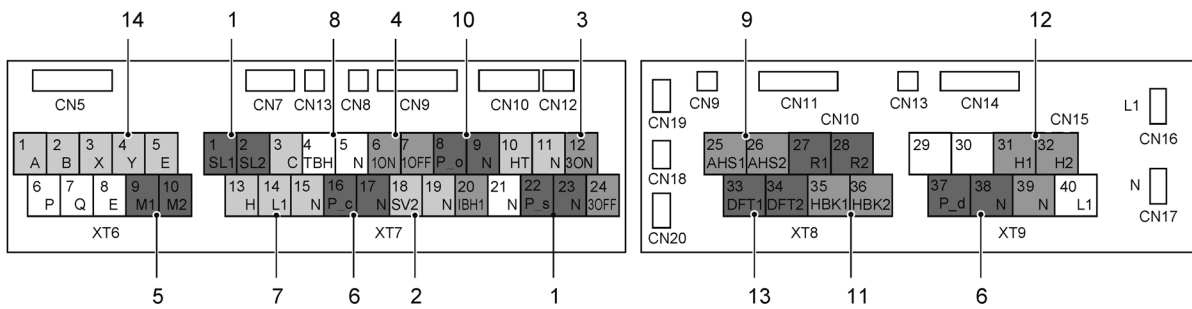 14 1 8 4 10 3 9 12
CN5 CN7 CN13 CN8 CN9 CN10 CN12 CN19 CN9 CN11 CN13 CN14 L1 CN16
CN10 CN15
1 A 2 B 3 X 4 Y 5 E 1 SL1 2 SL2 3 C 4 TBH 5 N 6 1ON 7 1OFF 8 P_o 9 N 10 HT 11 N 12 3ON CN18 25 AHS1 26 AHS2 27 R1 28 R2 29 30 31 H1 32 H2
6 P 7 Q 8 E 9 M1 10 M2 13 H 14 L1 15 N 16 P_c 17 N 18 SV2 19 N 20 IBH1 21 N 22 P_s 23 N 24 3OFF CN20 33 DFT1 34 DFT2 35 HBK1 36 HBK2 37 P_d 38 N 39 N 40 L1 N CN17
XT6 XT7 XT8 XT9
5 7 6 2 1 13 11 6